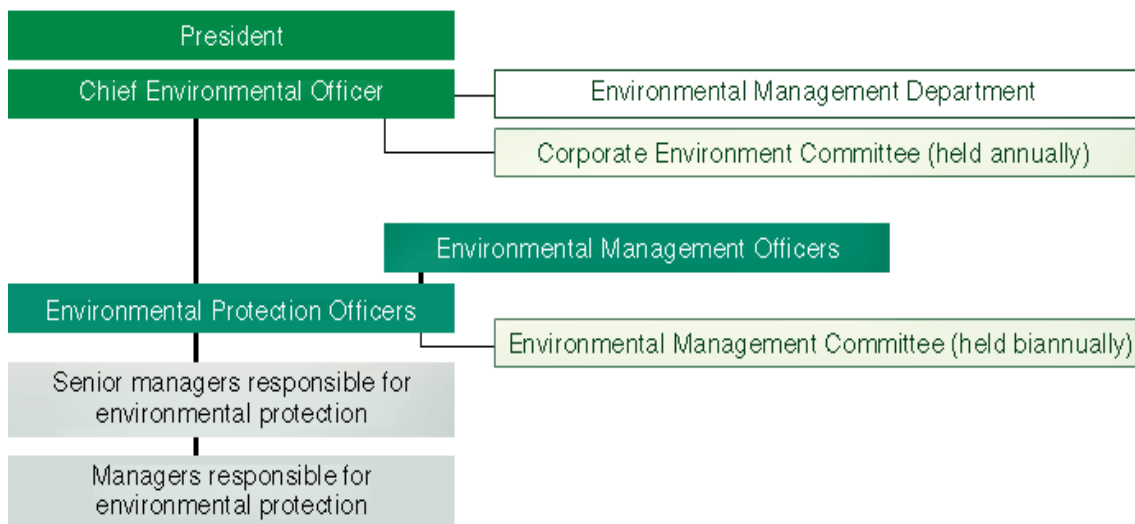 President
Chief Environmental Officer
Environmental Management Department
Corporate Environment Committee (held annually)
Environmental Management Officers
Environmental Protection Officers
Environmental Management Committee (held biannually)
Senior managers responsible for
environmental protection
Managers responsible for
environmental protection